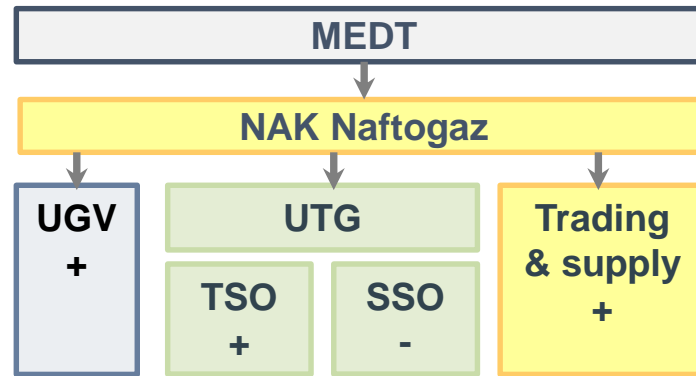 MEDT
NAK Naftogaz
UGV
+
UTG
TSO
+
SSO
-
Trading
& supply
+